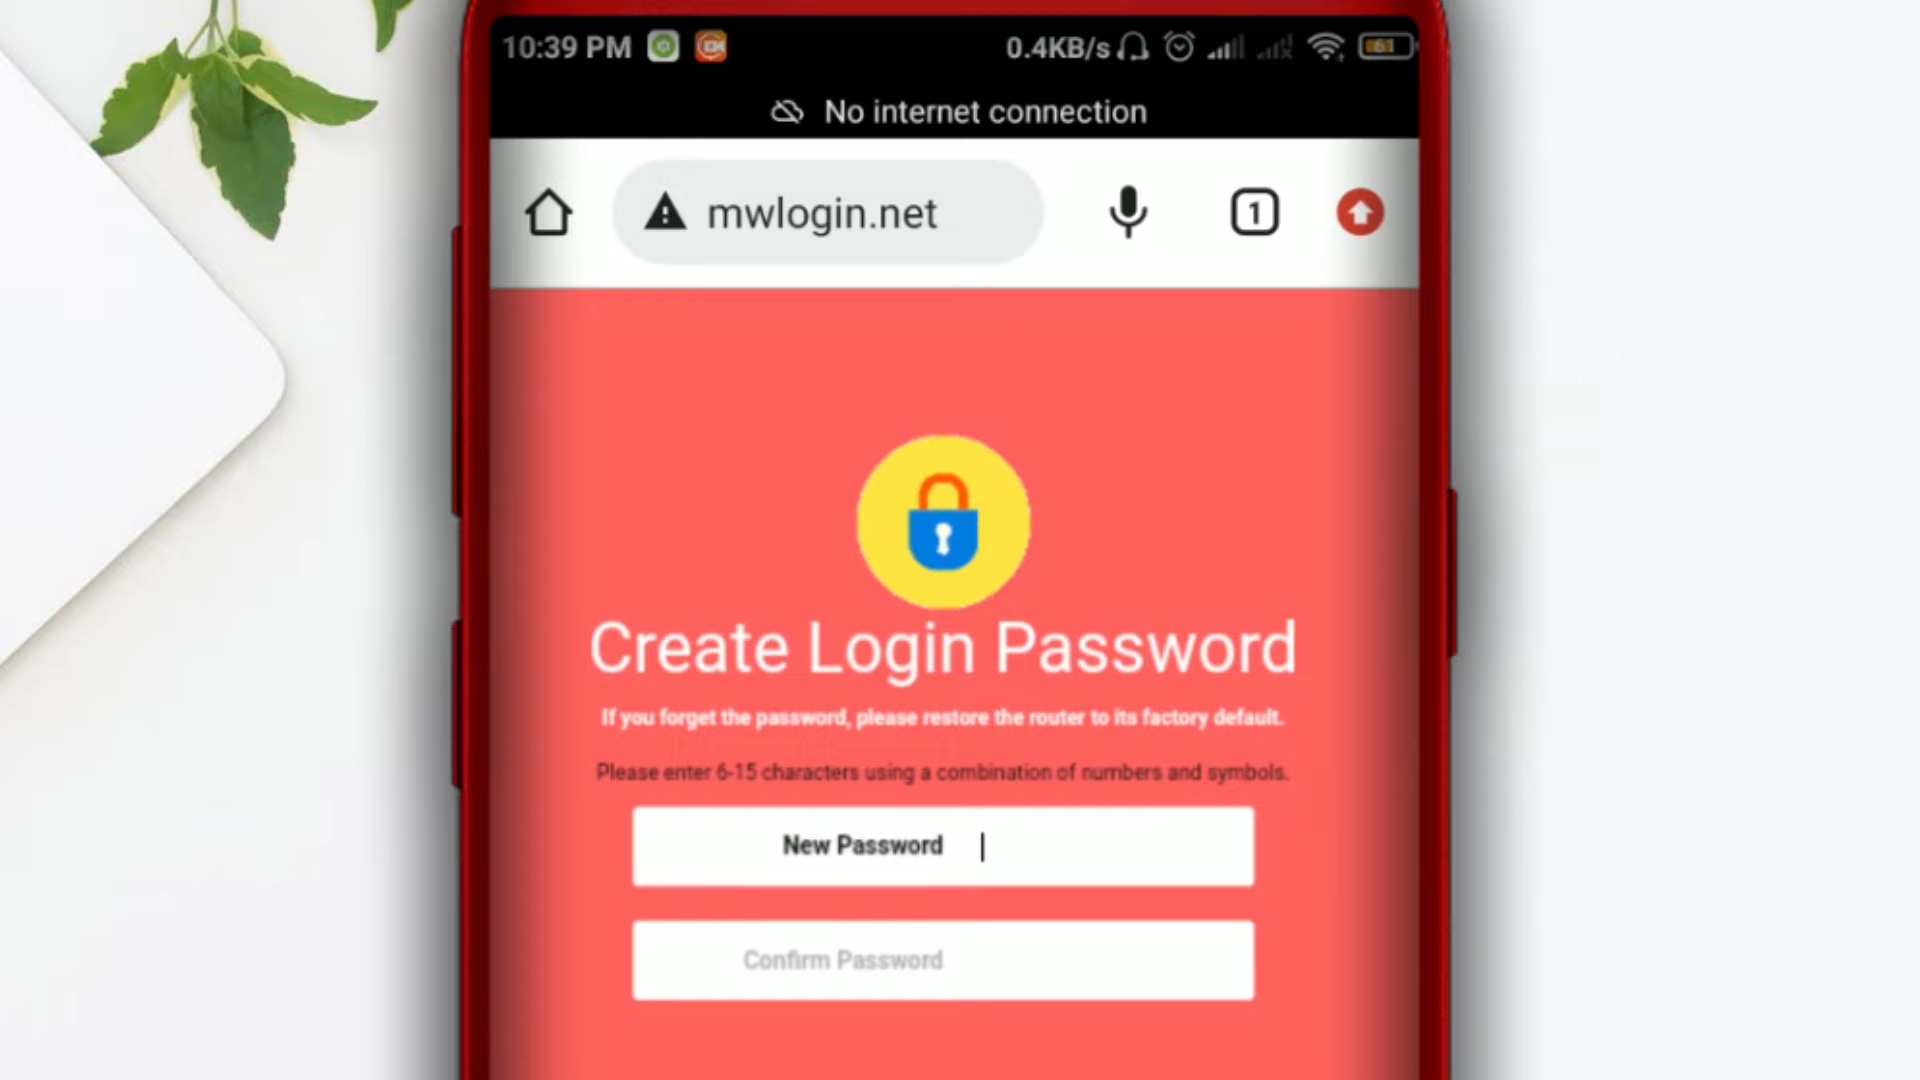 10:39 PM 0.4KB/s 61
No internet connection
mwlogin.net 1
Create Login Password
If you forget the password, please restore the router to its factory default.
Please enter 6-15 characters using a combination of numbers and symbols.
New Password
Confirm Password